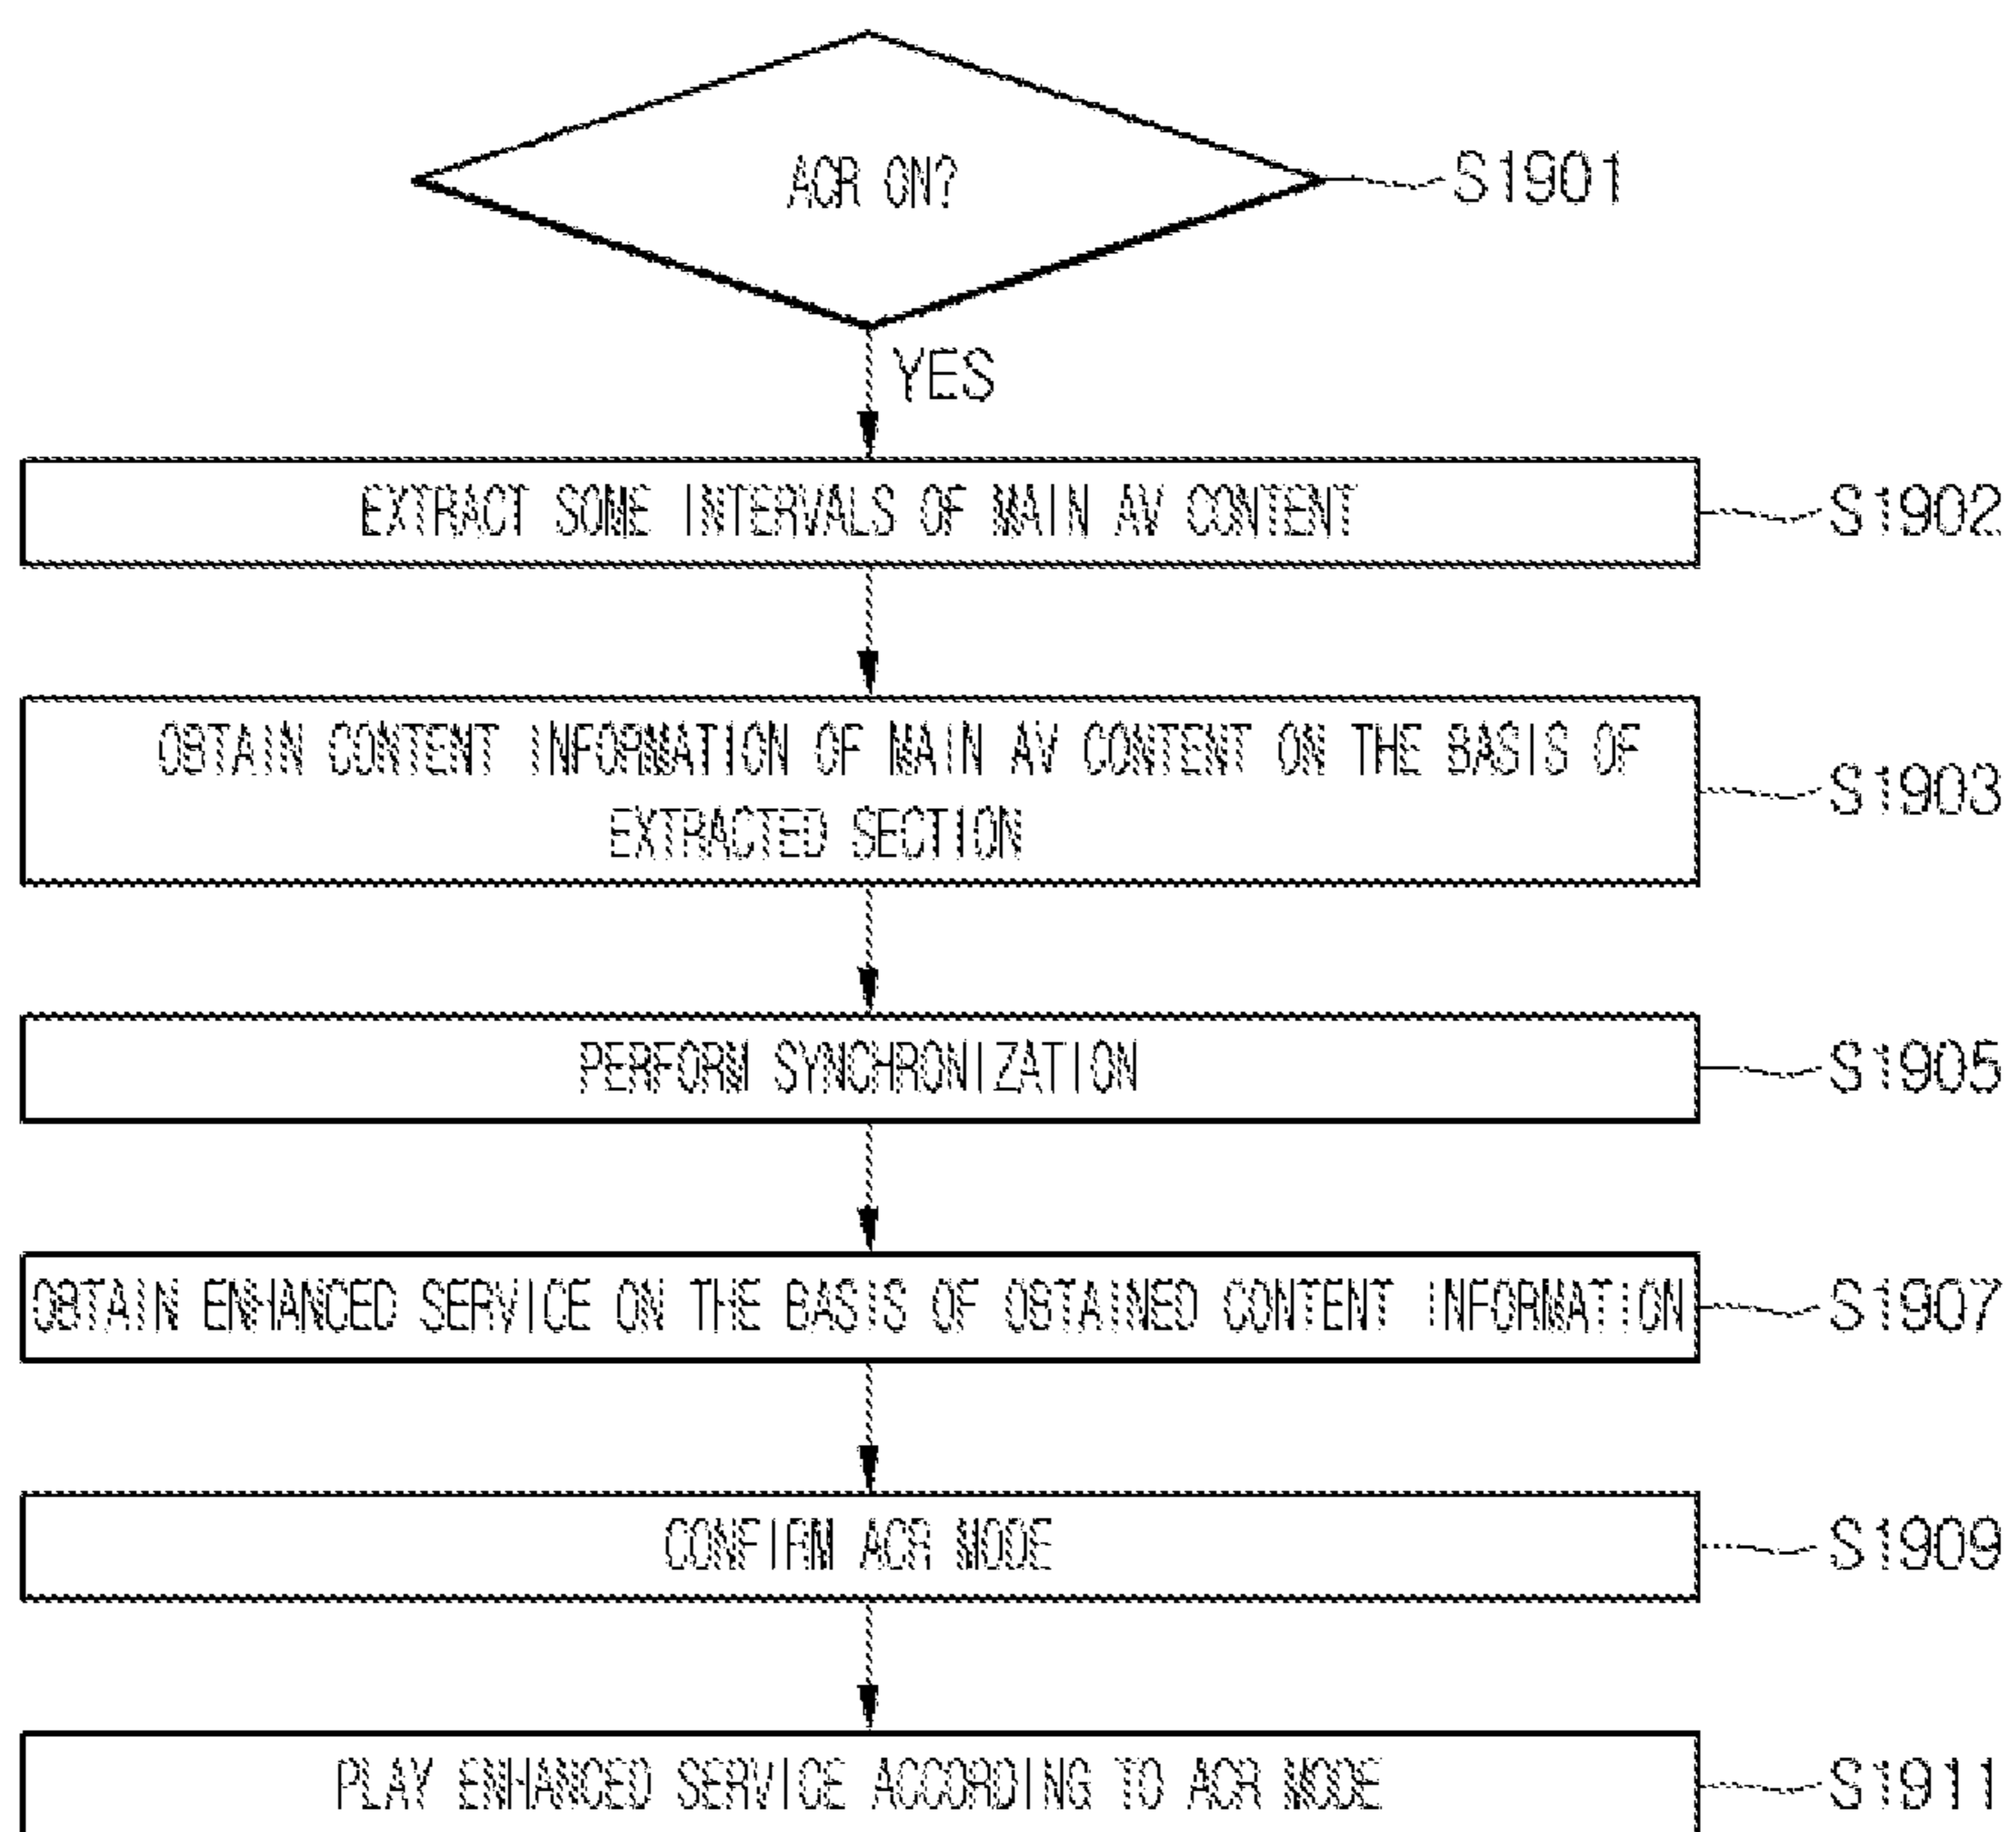 ACR ON?
S1901
YES
EXTRACT SOME INTERVALS OF MAIN AV CONTENT
S1902
OBTAIN CONTENT INFORMATION OF MAIN AV CONTENT ON THE BASIS OF
EXTRACTED SECTION
S1903
PERFORM SYNCHRONIZATION
S1905
OBTAIN ENHANCED SERVICE ON THE BASIS OF OBTAINED CONTENT INFORMATION
S1907
CONFIRM ACR MODE
S1909
PLAY ENHANCED SERVICE ACCORDING TO ACR MODE
S1911